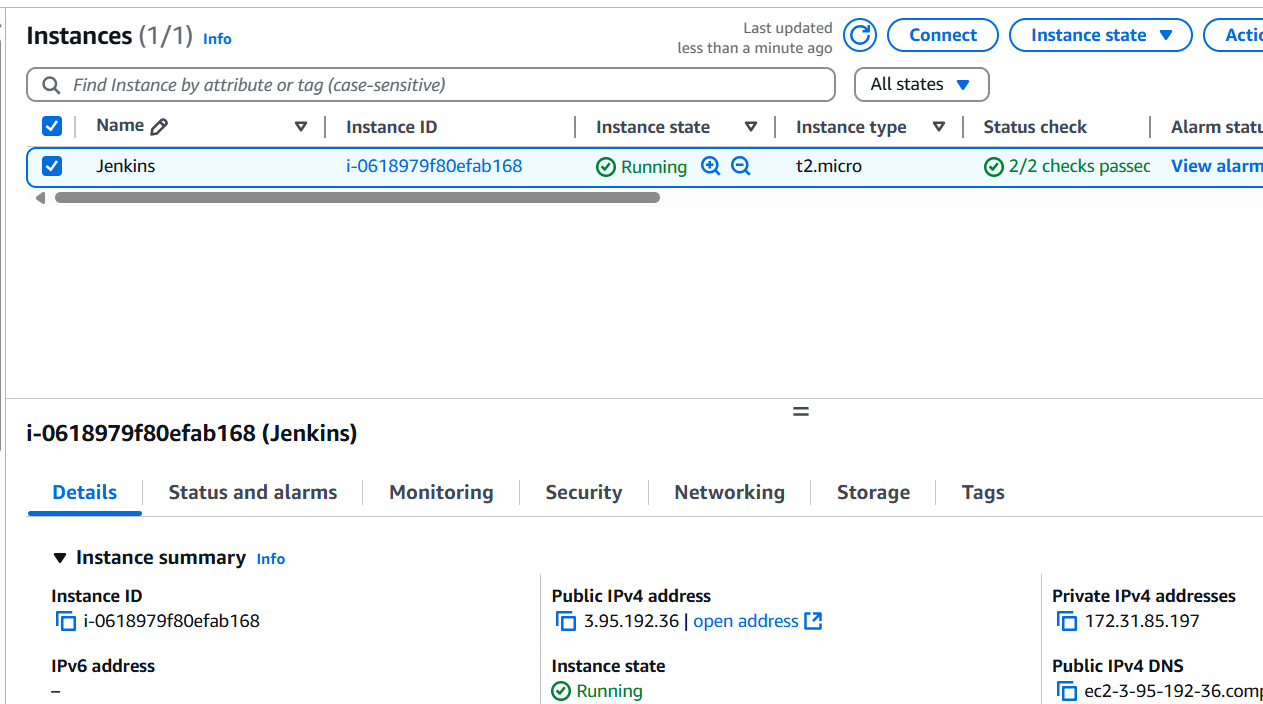 Instances (1/1) Info
Last updated
less than a minute ago
Connect
Instance state
Find Instance by attribute or tag (case-sensitive)
All states
Name Instance ID Instance state Instance type Status check
Jenkins i-0618979f80efab168 Running t2.micro 2/2 checks
i-0618979f80efab168 (Jenkins)
Details Status and alarms Monitoring Security Networking Storage Tags
Instance summary Info
Instance ID Public IPv4 address Private IPv4 addresses
i-0618979f80efab168 3.95.192.36 | open address 172.31.85.197
IPv6 address Instance state Public IPv4 DNS
– Running